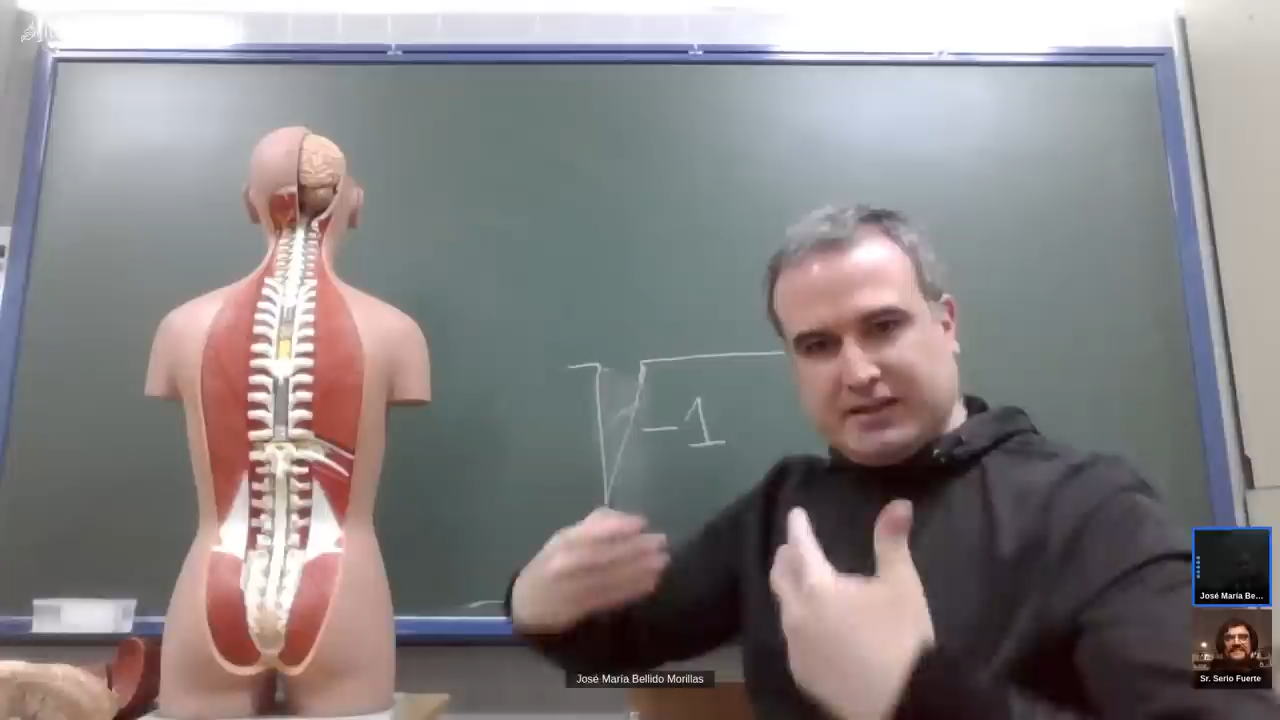 -1
José María Bellido Morillas
José María Be...
Sr. Serio Fuerte